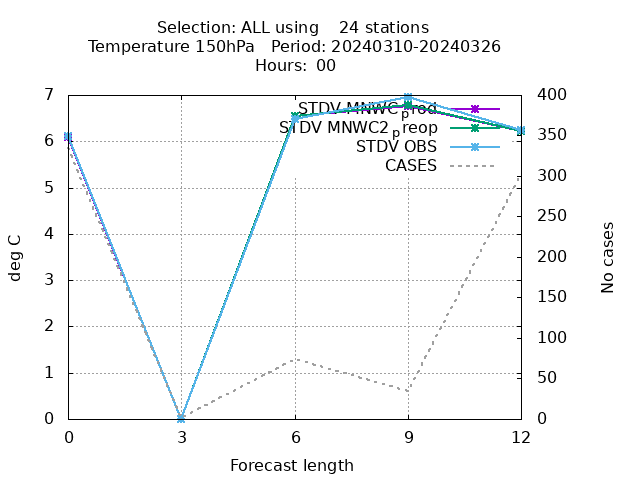 Selection: ALL using    24 stations
Temperature 150hPa   Period: 20240310-20240326
Hours: 00
STDV MNWC_prod
STDV MNWC2_preop
STDV OBS
CASES
7
6
5
4
3
2
1
0
400
350
300
250
200
150
100
50
0
deg C
No cases
0 3 6 9 12
Forecast length